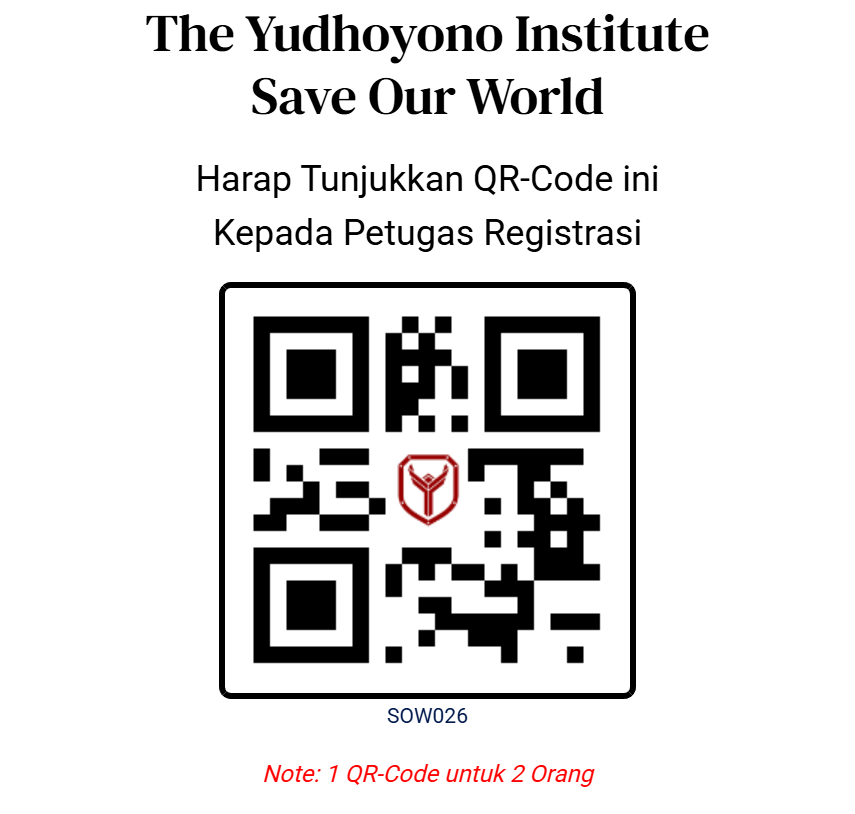 The Yudhoyono Institute
Save Our World
Harap Tunjukkan QR-Code ini
Kepada Petugas Registrasi
SOW026
Note: 1 QR-Code untuk 2 Orang